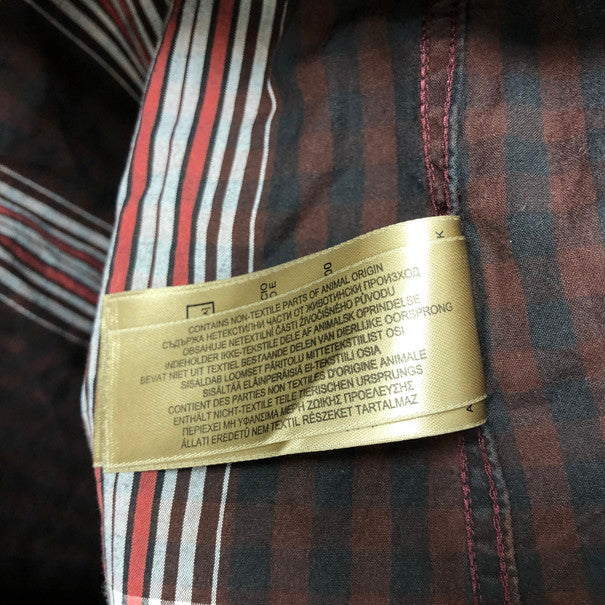 CONTAINS NON-TEXTILE PARTS OF ANIMAL ORIGIN
СЪДЪРЖА НЕТЕКСТИЛНИ ЧАСТИ ОТ ЖИВОТИНСКИ ПРОИЗХОД
OBSAHUJE NETEXTILNÍ ČÁSTI ŽIVOČIŠNÉHO PŮVODU
INDEHOLDER IKKE-TEKSTILE DELE AF ANIMALSK OPRINDELSE
BEVAT NIET UIT TEXTIEL BESTAANDE DELEN VAN DIERLIJKE OORSPRONG
SISALDAB LOOMSET PÄRITOLU MITTETEKSTIILIST OSI
SISÄLTÄÄ ELÄINPERÄISIÄ EI-TEKSTIILI OSIA
CONTIENT DES PARTIES NON TEXTILES D'ORIGINE ANIMALE
ENTHÄLT NICHT-TEXTILE TEILE TIERISCHEN URSPRUNGS
ΠΕΡΙΕΧΕΙ ΜΗ ΥΦΑΣΙΜΑ ΜΕΡΗ ΖΩΙΚΗΣ ΠΡΟΕΛΕΥΣΗΣ
ÁLLATI EREDETŰ NEM TEXTIL RÉSZEKET TARTALMAZ